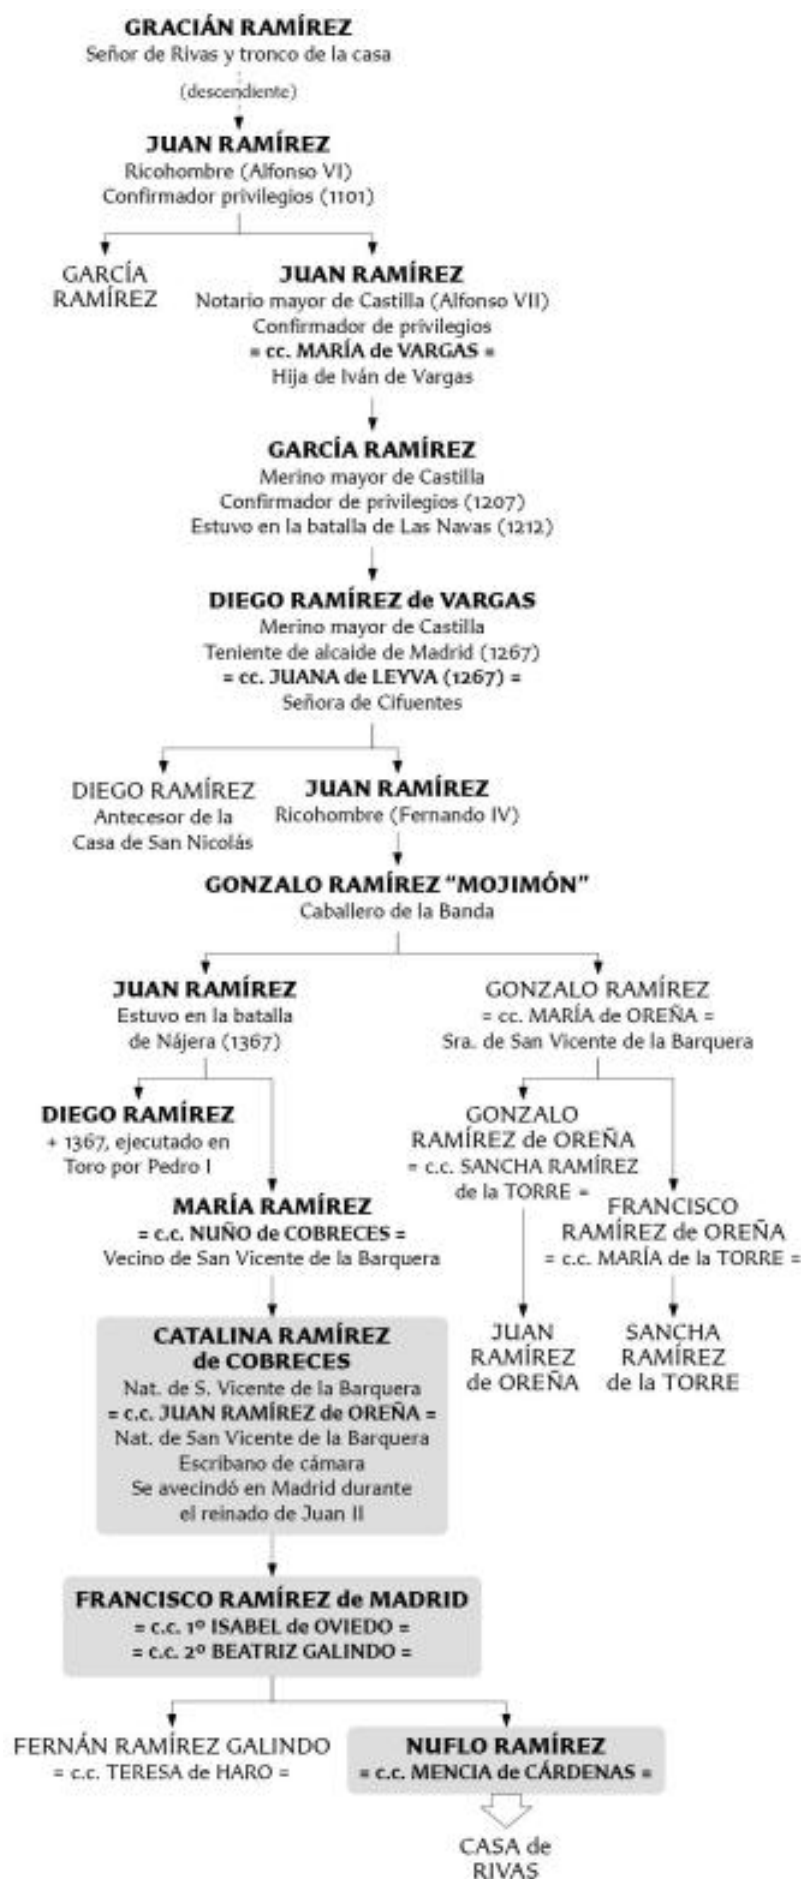 GRACIÁN RAMÍREZ
Señor de Rivas y tronco de la casa
(descendiente)
JUAN RAMÍREZ
Ricohombre (Alfonso VI)
Confirmador privilegios (1101)
GARCÍA
RAMÍREZ
JUAN RAMÍREZ
Notario mayor de Castilla (Alfonso VII)
Confirmador de privilegios
= cc. MARÍA de VARGAS =
Hija de Iván de Vargas
GARCÍA RAMÍREZ
Merino mayor de Castilla
Confirmador de privilegios (1207)
Estuvo en la batalla de Las Navas (1212)
DIEGO RAMÍREZ de VARGAS
Merino mayor de Castilla
Teniente de alcaide de Madrid (1267)
= cc. JUANA de LEYVA (1267) =
Señora de Cifuentes
DIEGO RAMÍREZ
Antecesor de la
Casa de San Nicolás
JUAN RAMÍREZ
Ricohombre (Fernando IV)
GONZALO RAMÍREZ “MOJIMÓN”
Caballero de la Banda
JUAN RAMÍREZ
Estuvo en la batalla
de Nájera (1367)
GONZALO RAMÍREZ
= cc. MARÍA de OREÑA =
Sra. de San Vicente de la Barquera
DIEGO RAMÍREZ
+ 1367, ejecutado en
Toro por Pedro I
GONZALO
RAMÍREZ de OREÑA
= c.c. SANCHA RAMÍREZ
de la TORRE =
MARÍA RAMÍREZ
= c.c. NUÑO de COBRECES =
Vecino de San Vicente de la Barquera
FRANCISCO
RAMÍREZ de OREÑA
= c.c. MARÍA de la TORRE =
CATALINA RAMÍREZ
de COBRECES
Nat. de S. Vicente de la Barquera
= c.c. JUAN RAMÍREZ de OREÑA =
Nat. de San Vicente de la Barquera
Escribano de cámara
Se avecindó en Madrid durante
el reinado de Juan II
JUAN
RAMÍREZ
de OREÑA
SANCHA
RAMÍREZ
de la TORRE
FRANCISCO RAMÍREZ de MADRID
= c.c. 1º ISABEL de OVIEDO =
= c.c. 2º BEATRIZ GALINDO =
FERNÁN RAMÍREZ GALINDO
= c.c. TERESA de HARO =
NUFLO RAMÍREZ
= c.c. MENCIA de CÁRDENAS =
CASA de
RIVAS